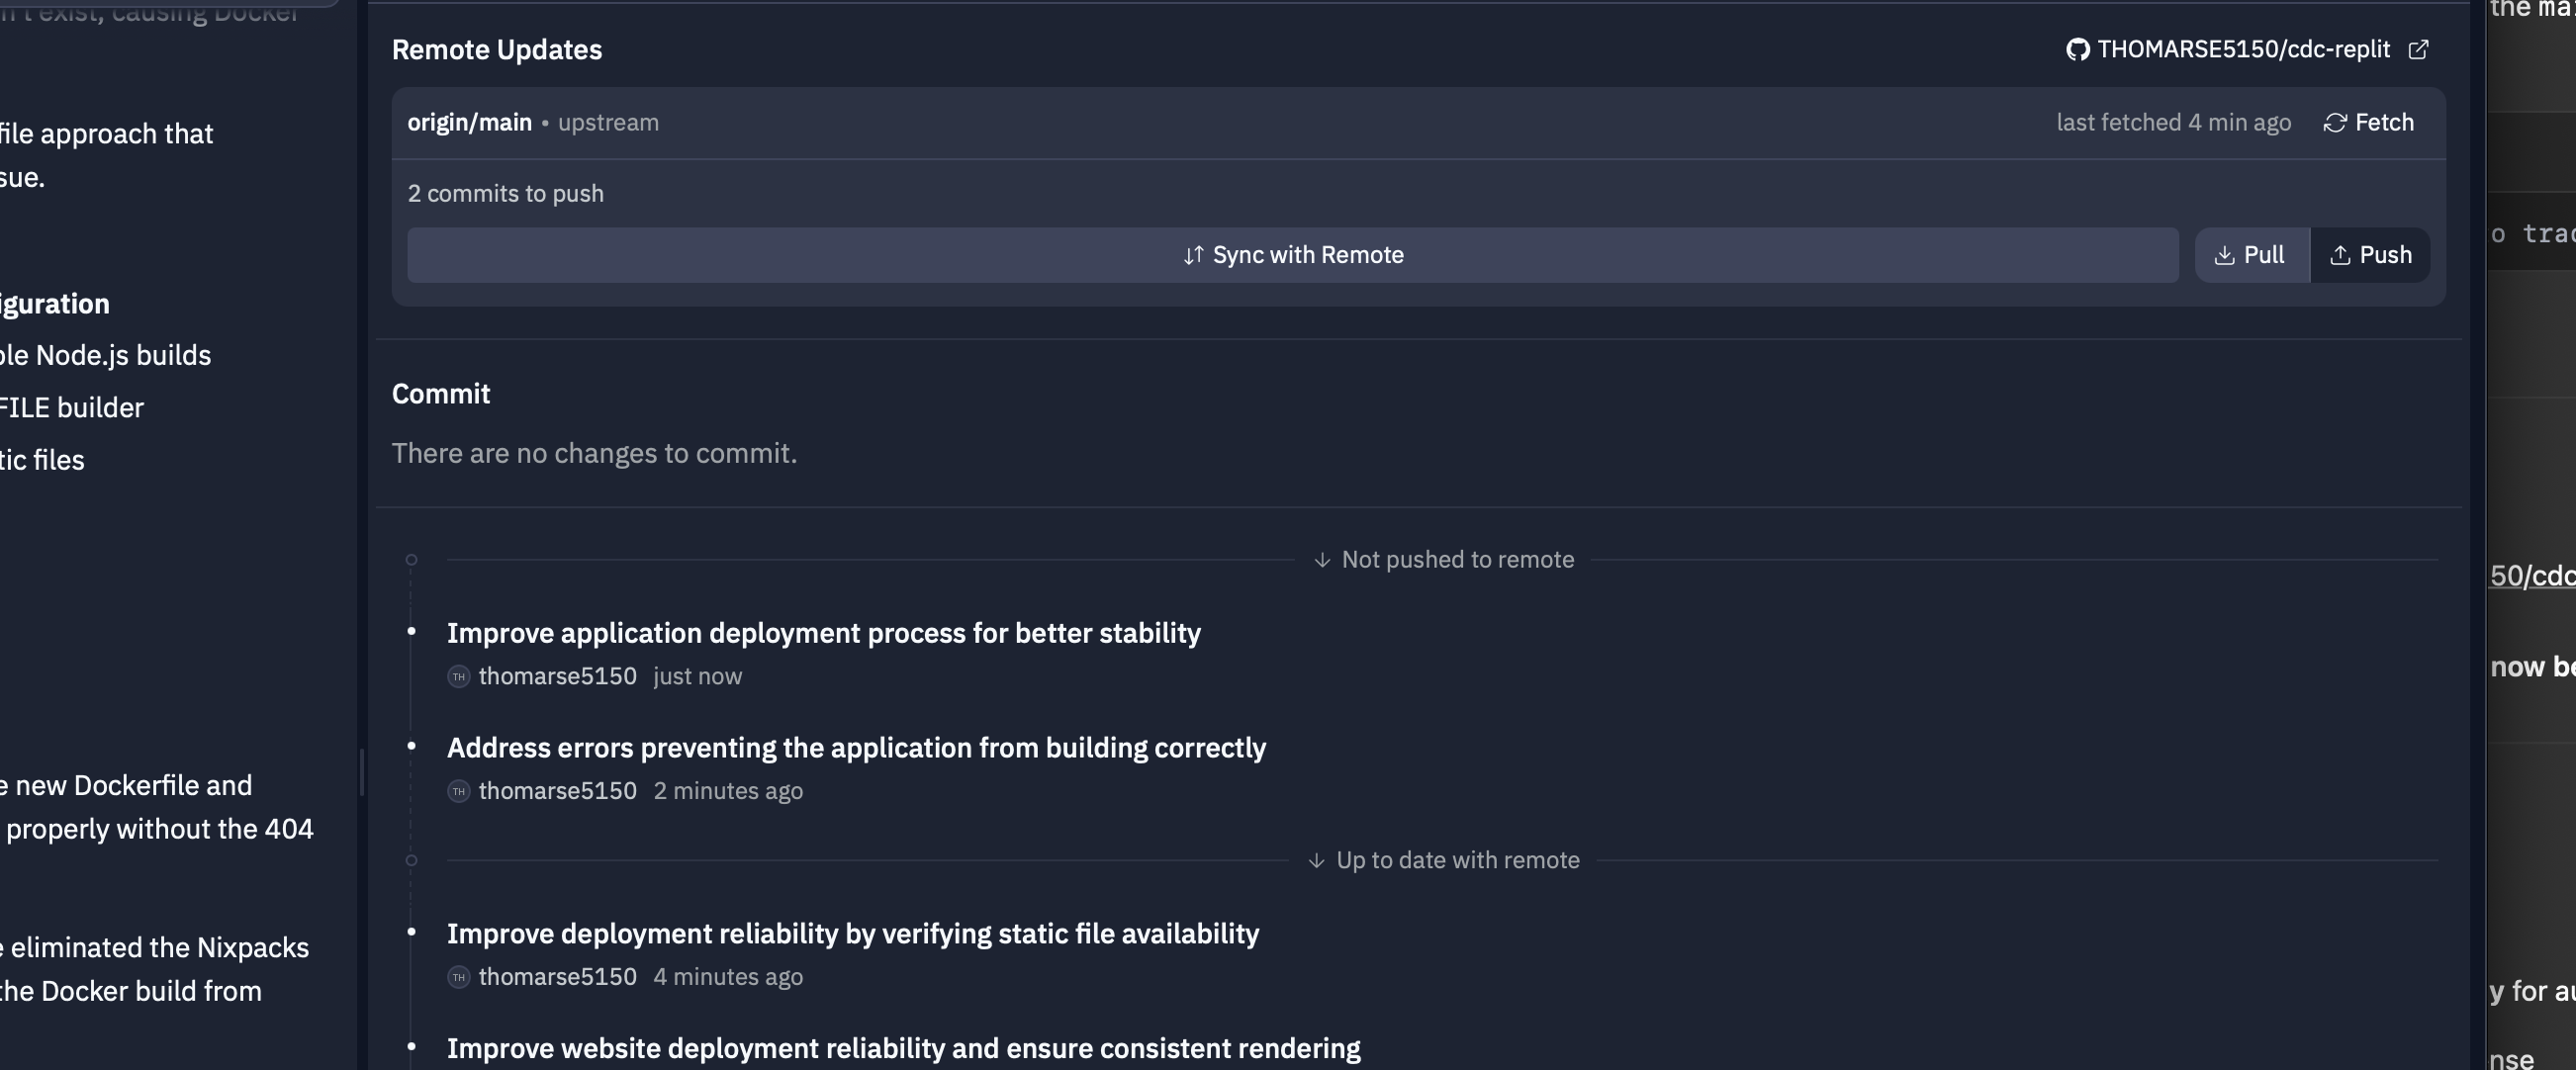 n't exist, causing Docker
file approach that
sue.
iguration
ble Node.js builds
FILE builder
tic files
e new Dockerfile and
properly without the 404
e eliminated the Nixpacks
the Docker build from
Remote Updates
THOMARSE5150/cdc-replit
origin/main • upstream
last fetched 4 min ago
Fetch
2 commits to push
Sync with Remote
Pull
Push
Commit
There are no changes to commit.
Not pushed to remote
Improve application deployment process for better stability
TH thomarse5150 just now
Address errors preventing the application from building correctly
TH thomarse5150 2 minutes ago
Up to date with remote
Improve deployment reliability by verifying static file availability
TH thomarse5150 4 minutes ago
Improve website deployment reliability and ensure consistent rendering
the ma
o trac
50/cdc
now be
y for au
nse